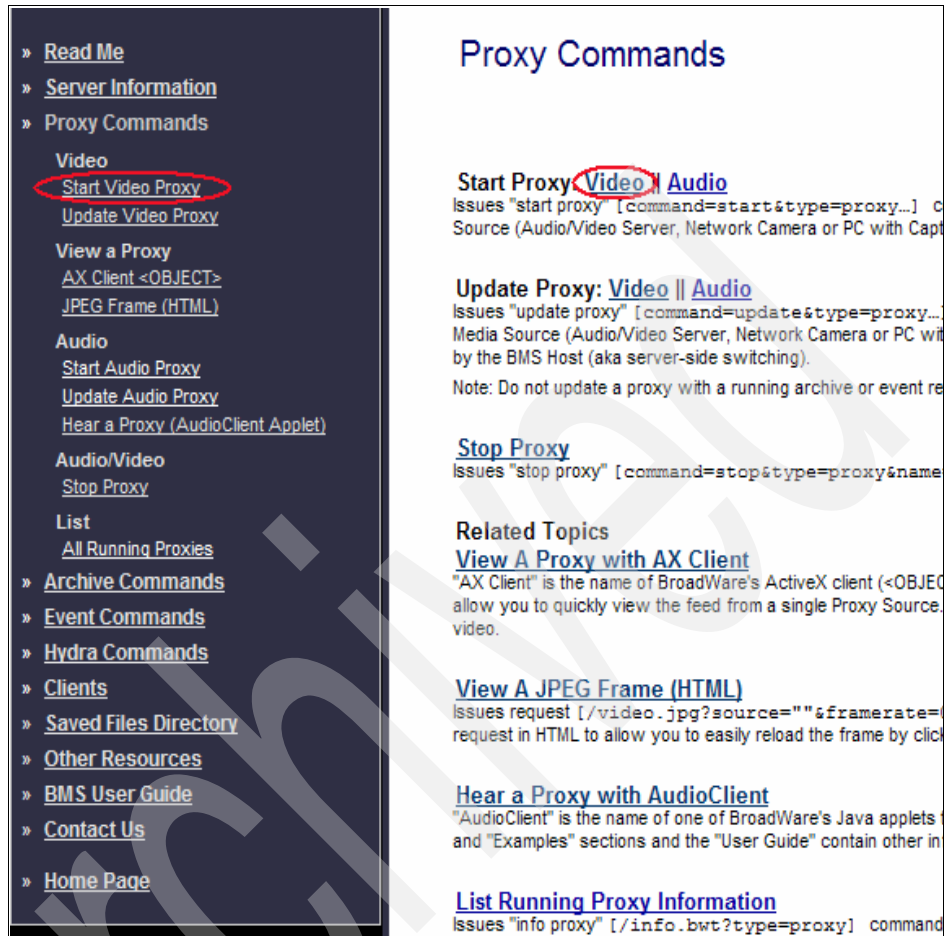 » Read Me
» Server Information
» Proxy Commands
Video
Start Video Proxy
Update Video Proxy
View a Proxy
AX Client <OBJECT>
JPEG Frame (HTML)
Audio
Start Audio Proxy
Update Audio Proxy
Hear a Proxy (AudioClient Applet)
Audio/Video
Stop Proxy
List
All Running Proxies
» Archive Commands
» Event Commands
» Hydra Commands
» Clients
» Saved Files Directory
» Other Resources
» BMS User Guide
» Contact Us
» Home Page
Proxy Commands
Start Proxy: Video || Audio
Issues "start proxy" [command=start&type=proxy…]
Source (Audio/Video Server, Network Camera or PC with
Update Proxy: Video || Audio
Issues "update proxy" [command=update&type=proxy…]
Media Source (Audio/Video Server, Network Camera or PC
by the BMS Host (aka server-side switching).
Note: Do not update a proxy with a running archive or event
Stop Proxy
Issues "stop proxy" [command=stop&type=proxy&name
Related Topics
View A Proxy with AX Client
"AX Client" is the name of BroadWare's ActiveX client
allow you to quickly view the feed from a single Proxy Source.
video.
View A JPEG Frame (HTML)
Issues request [/video.jpg?source=""&framerate=
request in HTML to allow you to easily reload the frame by
Hear a Proxy with AudioClient
"AudioClient" is the name of one of BroadWare's Java applets
and "Examples" sections and the "User Guide" contain other
List Running Proxy Information
Issues "info proxy" [/info.bwt?type=proxy] command